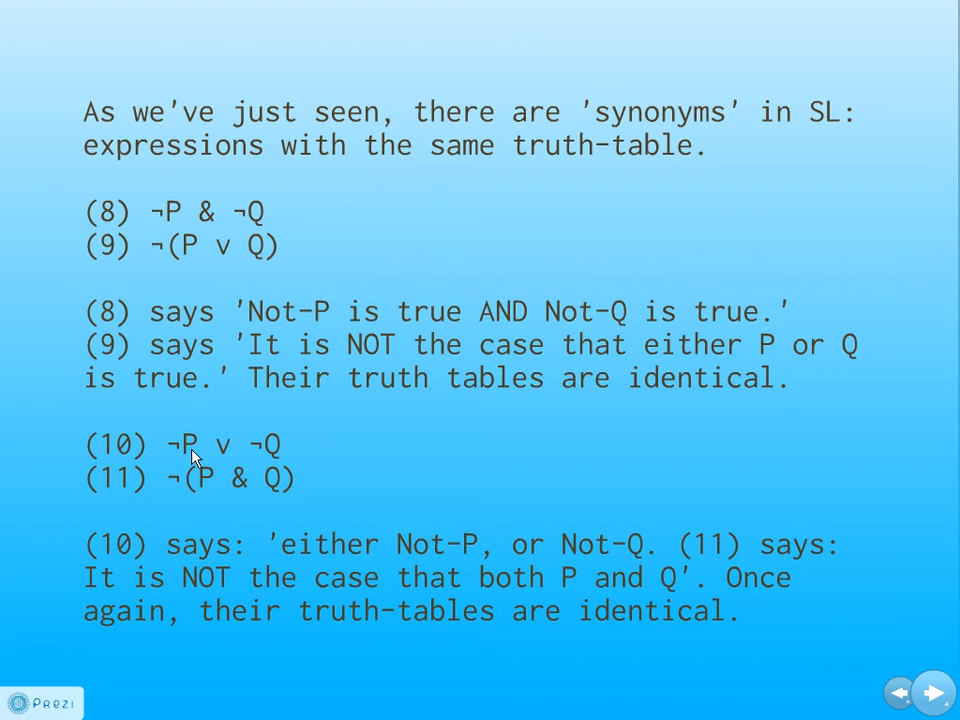 As we've just seen, there are 'synonyms' in SL:
expressions with the same truth-table.
(8) ¬P & ¬Q
(9) ¬(P v Q)
(8) says 'Not-P is true AND Not-Q is true.'
(9) says 'It is NOT the case that either P or Q
is true.' Their truth tables are identical.
(10) ¬P v ¬Q
(11) ¬(P & Q)
(10) says: 'either Not-P, or Not-Q. (11) says:
It is NOT the case that both P and Q'. Once
again, their truth-tables are identical.
Prezi